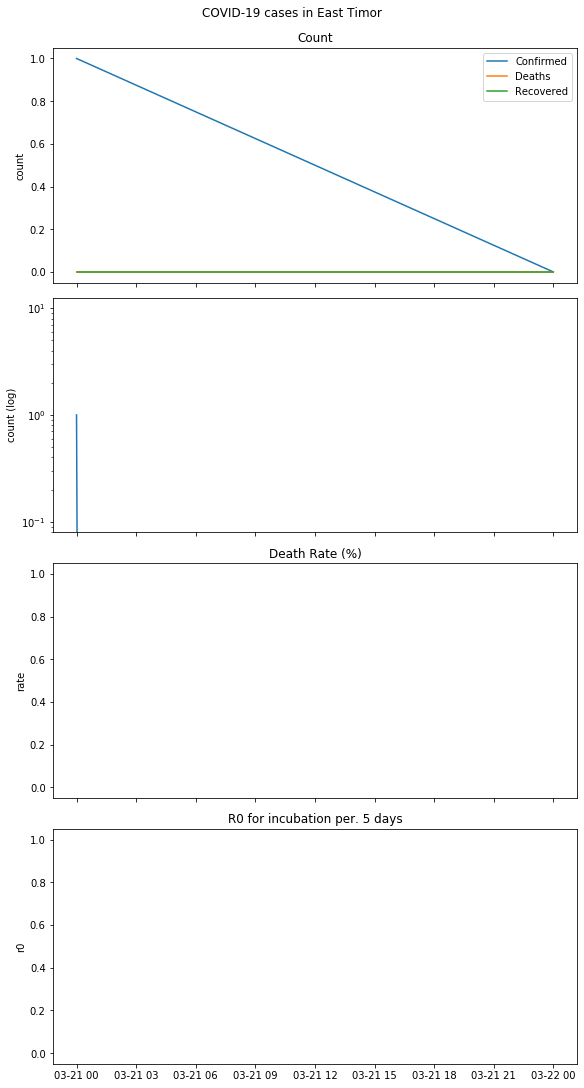 COVID-19 cases in East Timor
Count
Confirmed
Deaths
Recovered
1.0
0.8
0.6
0.4
0.2
0.0
count
10^1
10^0
10^-1
count (log)
Death Rate (%)
1.0
0.8
0.6
0.4
0.2
0.0
rate
R0 for incubation per. 5 days
1.0
0.8
0.6
0.4
0.2
0.0
r0
03-21 00 03-21 03 03-21 06 03-21 09 03-21 12 03-21 15 03-21 18 03-21 21 03-22 00